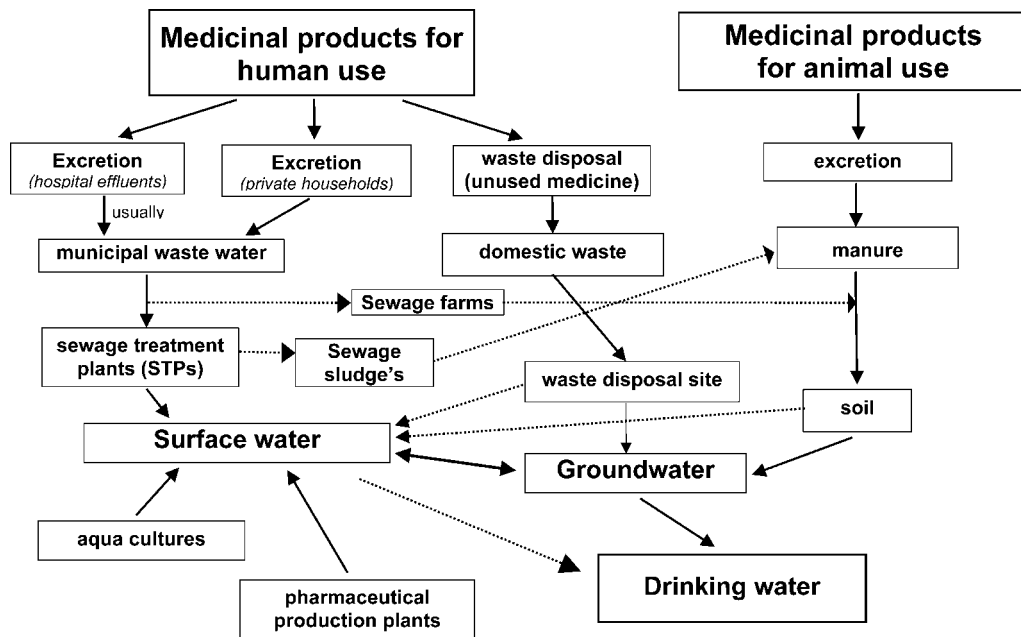 Medicinal products for
human use
Medicinal products
for animal use
Excretion
(hospital effluents)
Excretion
(private households)
waste disposal
(unused medicine)
excretion
usually
municipal waste water
domestic waste
manure
Sewage farms
sewage treatment
plants (STPs)
Sewage
sludge's
waste disposal site
soil
Surface water
Groundwater
aqua cultures
pharmaceutical
production plants
Drinking water